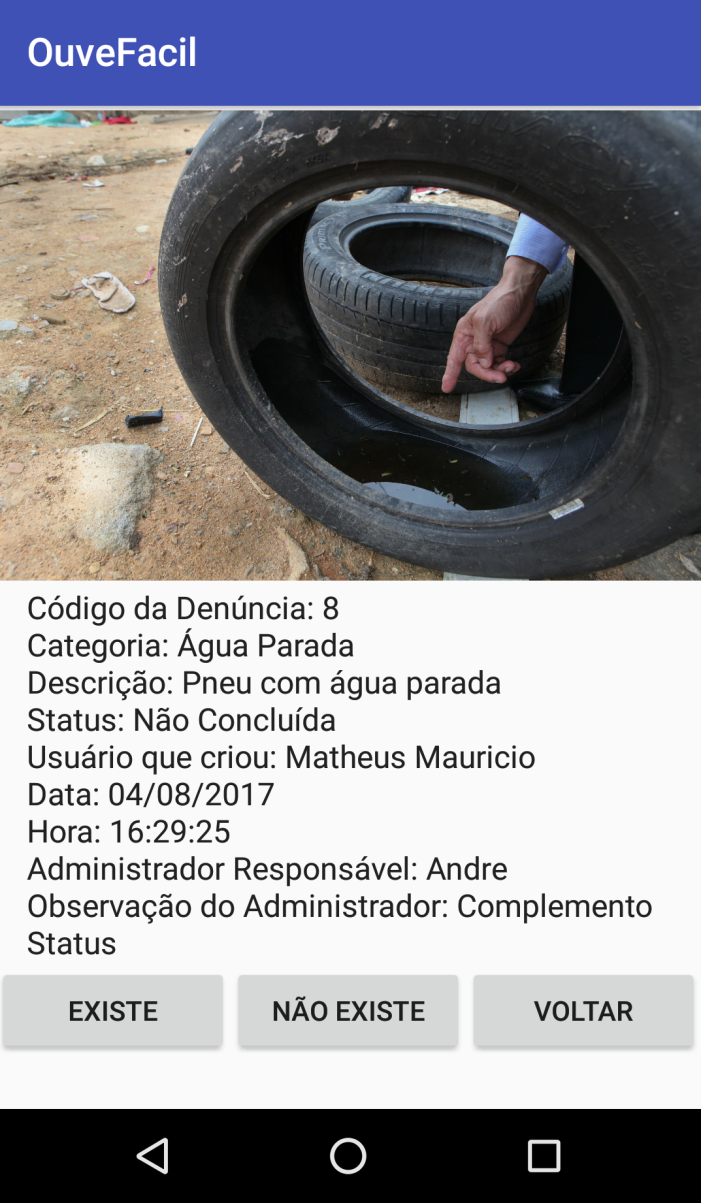 OuveFacil
Código da Denúncia: 8
Categoria: Água Parada
Descrição: Pneu com água parada
Status: Não Concluída
Usuário que criou: Matheus Mauricio
Data: 04/08/2017
Hora: 16:29:25
Administrador Responsável: Andre
Observação do Administrador: Complemento
Status
EXISTE NÃO EXISTE VOLTAR